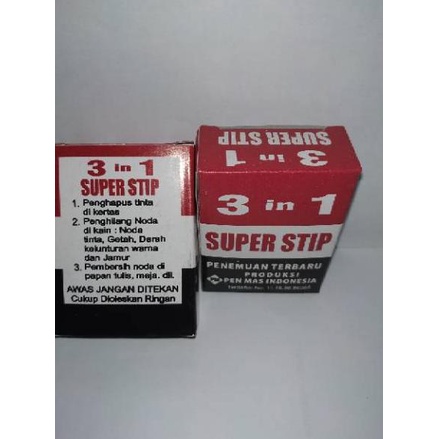 3 in 1
SUPER STIP
1. Penghapus tinta
di kertas
2. Penghilang Noda
di kain : Noda
tinta, Getah, Darah
kelunturan warna
dan Jamur
3. Pembersih noda di
papan tulis, meja. dll.
AWAS JANGAN DITEKAN
Cukup Dioleskan Ringan
SUPER STIP
3 in 1
3 in 1
SUPER STIP
PENEMUAN TERBARU
PRODUKSI
PEN MAS INDONESIA